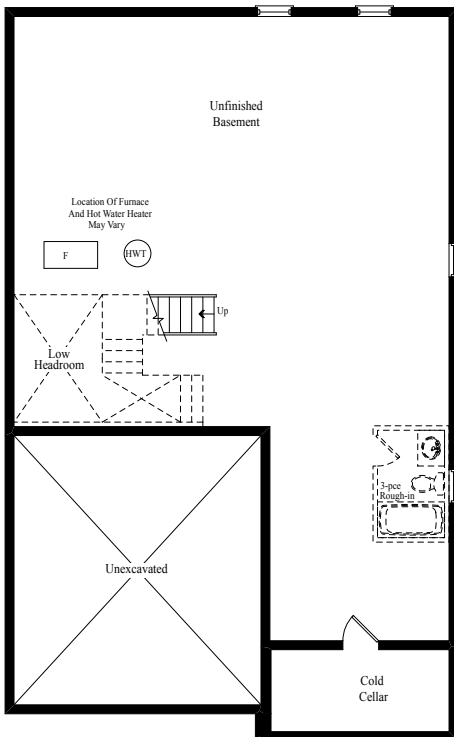 Unfinished
Basement
Location Of Furnace
And Hot Water Heater
May Vary
F
HWT
Up
Low
Headroom
3-pce
Rough-in
Unexcavated
Cold
Cellar